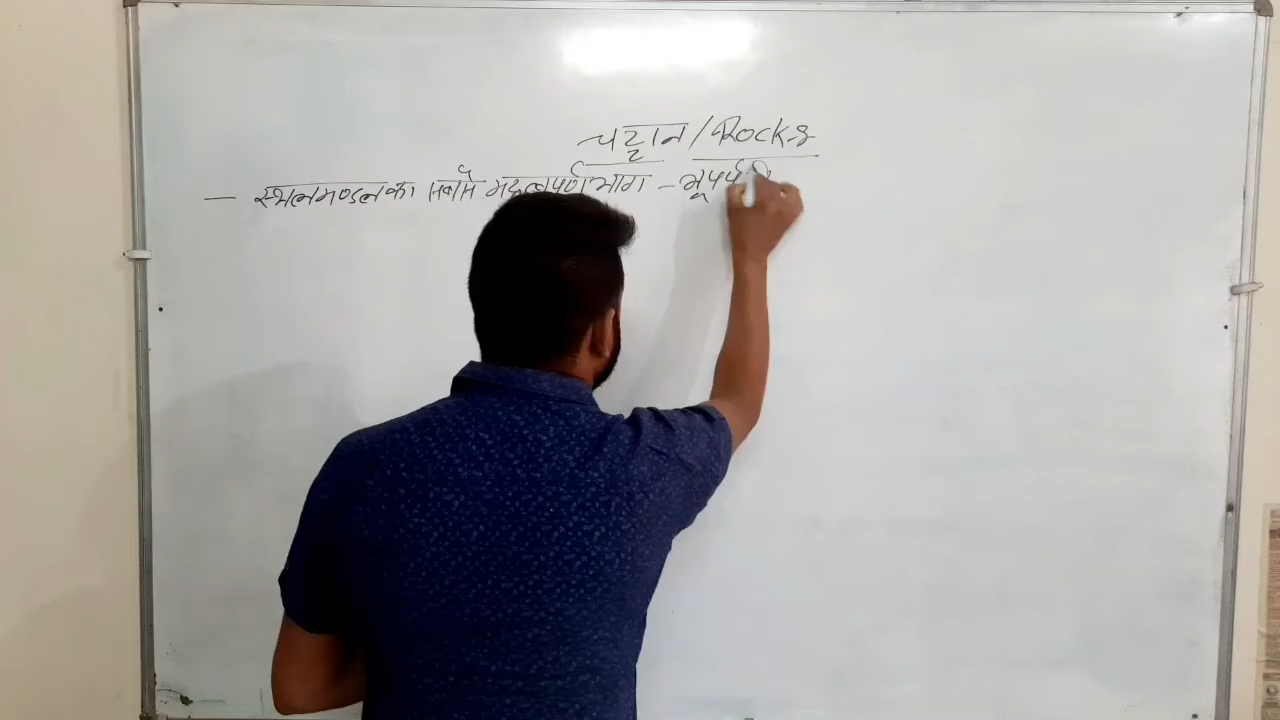 चट्टान / Rocks
— स्थलमण्डल का सबसे महत्वपूर्ण भाग – भूपर्पटी